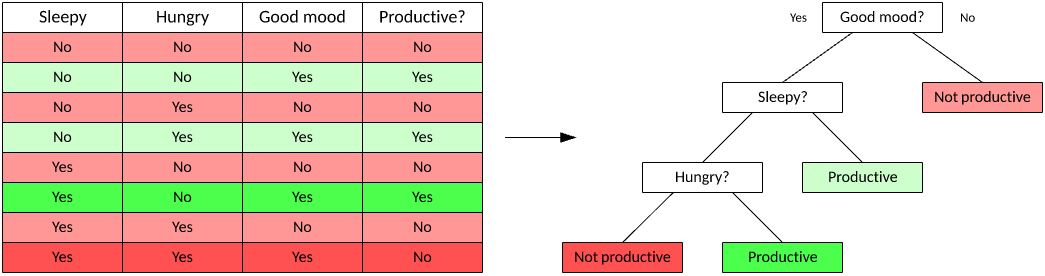 Sleepy Hungry Good mood Productive?
No No No No
No No Yes Yes
No Yes No No
No Yes Yes Yes
Yes No No No
Yes No Yes Yes
Yes Yes No No
Yes Yes Yes No
Yes Good mood? No
Sleepy? Not productive
Hungry? Productive
Not productive Productive